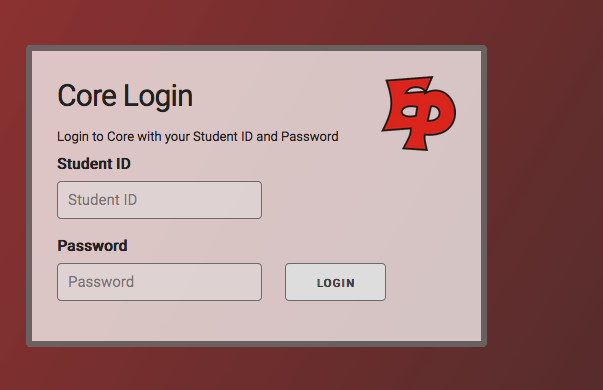 Core Login
EP
Login to Core with your Student ID and Password
Student ID
Student ID
Password
Password
LOGIN